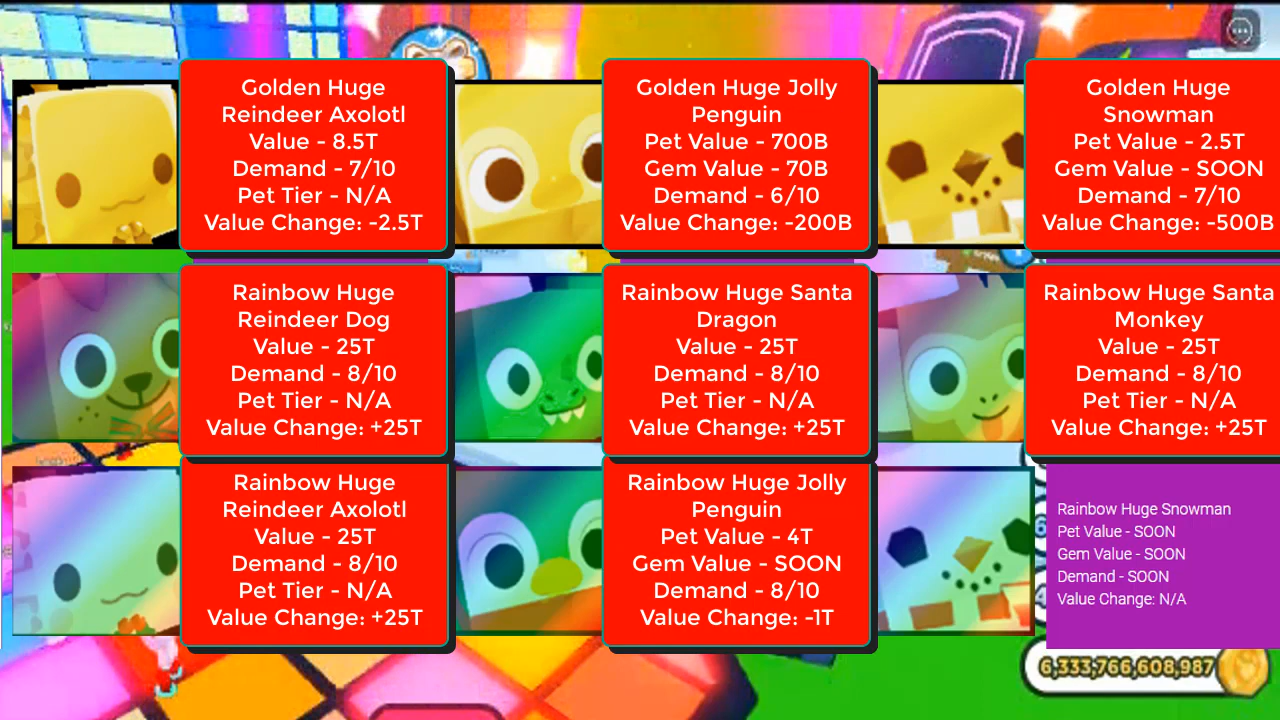 Golden Huge
Reindeer Axolotl
Value - 8.5T
Demand - 7/10
Pet Tier - N/A
Value Change: -2.5T
Golden Huge Jolly
Penguin
Pet Value - 700B
Gem Value - 70B
Demand - 6/10
Value Change: -200B
Golden Huge
Snowman
Pet Value - 2.5T
Gem Value - SOON
Demand - 7/10
Value Change: -500B
Rainbow Huge
Reindeer Dog
Value - 25T
Demand - 8/10
Pet Tier - N/A
Value Change: +25T
Rainbow Huge Santa
Dragon
Value - 25T
Demand - 8/10
Pet Tier - N/A
Value Change: +25T
Rainbow Huge Santa
Monkey
Value - 25T
Demand - 8/10
Pet Tier - N/A
Value Change: +25T
Rainbow Huge
Reindeer Axolotl
Value - 25T
Demand - 8/10
Pet Tier - N/A
Value Change: +25T
Rainbow Huge Jolly
Penguin
Pet Value - 4T
Gem Value - SOON
Demand - 8/10
Value Change: -1T
Rainbow Huge Snowman
Pet Value - SOON
Gem Value - SOON
Demand - SOON
Value Change: N/A
6,333,766,608,987